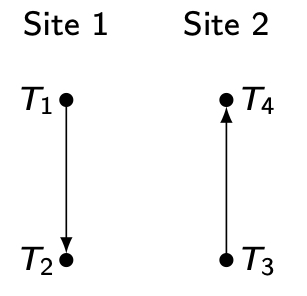 Site 1 Site 2
T₁ T₄
T₂ T₃